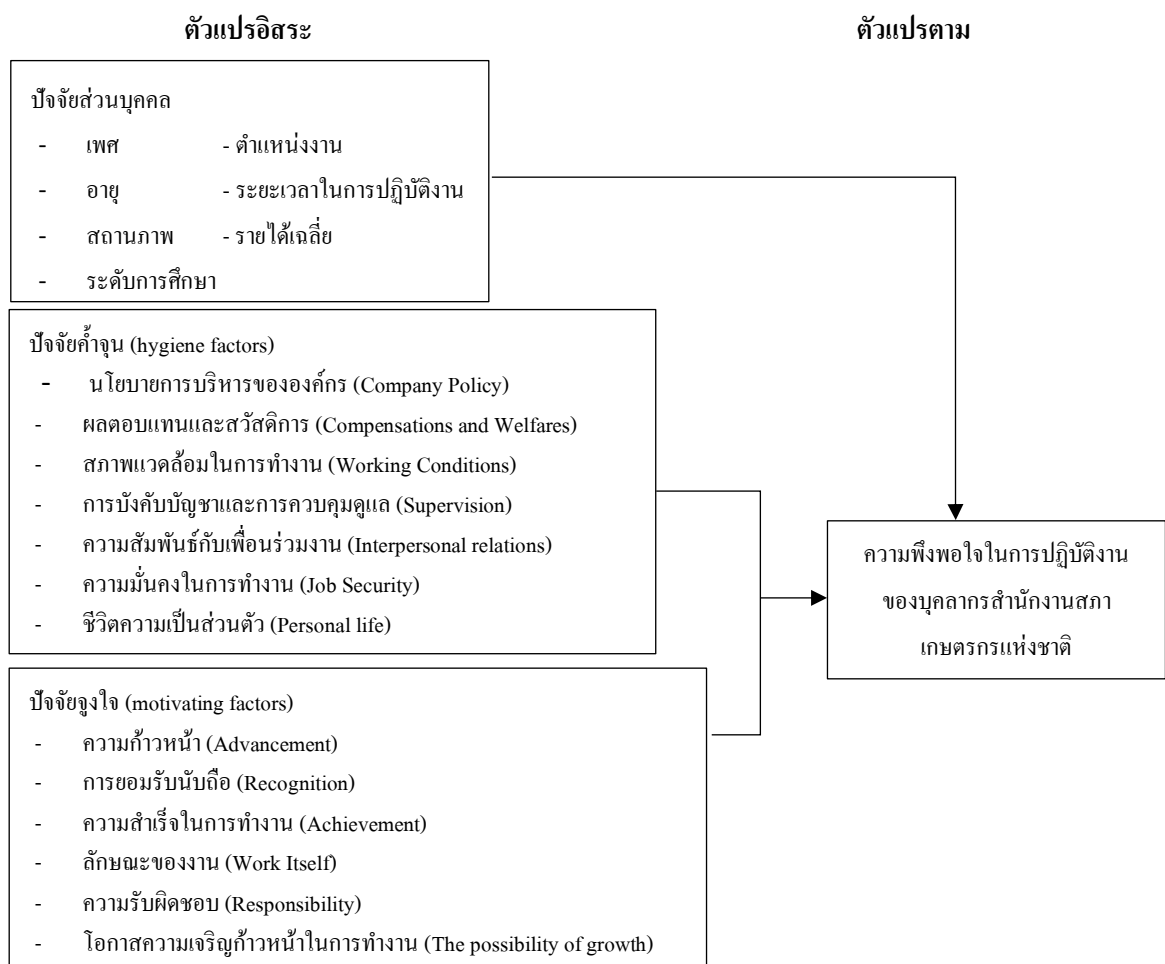 ตัวแปรอิสระ
ตัวแปรตาม
ปัจจัยส่วนบุคคล
- เพศ - ตำแหน่งงาน
- อายุ - ระยะเวลาในการปฏิบัติงาน
- สถานภาพ - รายได้เฉลี่ย
- ระดับการศึกษา
ปัจจัยค้ำจุน (hygiene factors)
- นโยบายการบริหารขององค์กร (Company Policy)
- ผลตอบแทนและสวัสดิการ (Compensations and Welfares)
- สภาพแวดล้อมในการทำงาน (Working Conditions)
- การบังคับบัญชาและการควบคุมดูแล (Supervision)
- ความสัมพันธ์กับเพื่อนร่วมงาน (Interpersonal relations)
- ความมั่นคงในการทำงาน (Job Security)
- ชีวิตความเป็นส่วนตัว (Personal life)
ปัจจัยจูงใจ (motivating factors)
- ความก้าวหน้า (Advancement)
- การยอมรับนับถือ (Recognition)
- ความสำเร็จในการทำงาน (Achievement)
- ลักษณะของงาน (Work Itself)
- ความรับผิดชอบ (Responsibility)
- โอกาสความเจริญก้าวหน้าในการทำงาน (The possibility of growth)
ความพึงพอใจในการปฏิบัติงาน
ของบุคลากรสำนักงานสภา
เกษตรกรแห่งชาติ